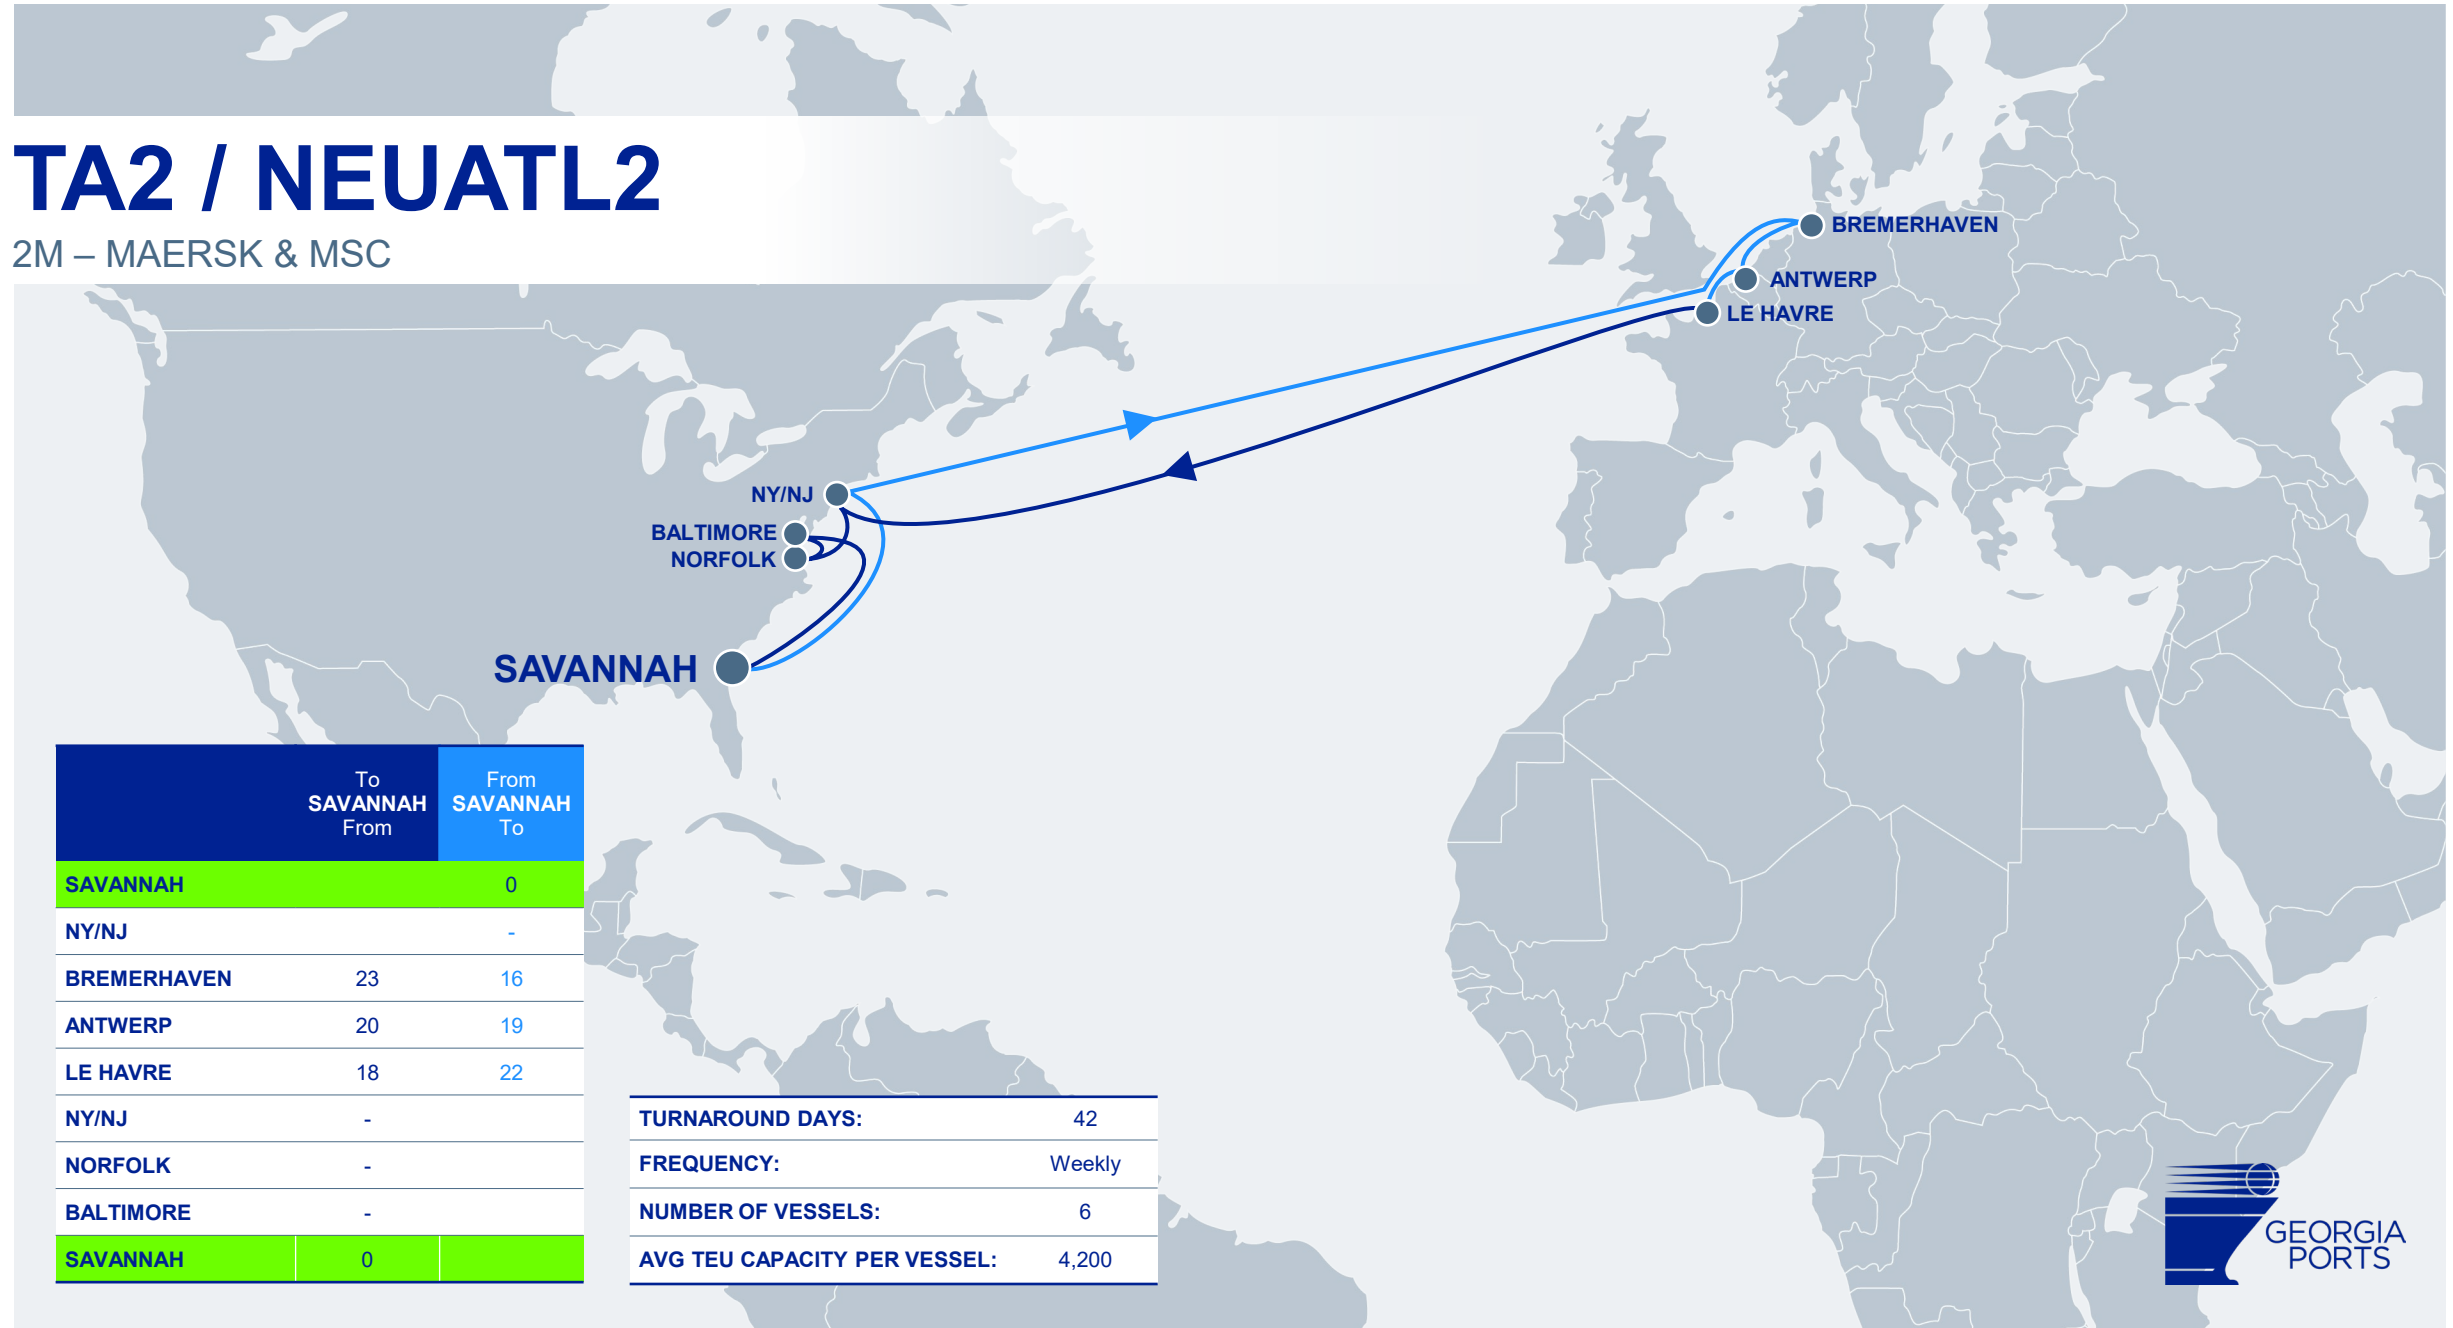 TA2 / NEUATL2
2M – MAERSK & MSC
BREMERHAVEN
ANTWERP
LE HAVRE
NY/NJ
BALTIMORE
NORFOLK
SAVANNAH
To SAVANNAH From
From SAVANNAH To
SAVANNAH 0
NY/NJ -
BREMERHAVEN 23 16
ANTWERP 20 19
LE HAVRE 18 22
NY/NJ -
NORFOLK -
BALTIMORE -
SAVANNAH 0
TURNAROUND DAYS: 42
FREQUENCY: Weekly
NUMBER OF VESSELS: 6
AVG TEU CAPACITY PER VESSEL: 4,200
GEORGIA
PORTS